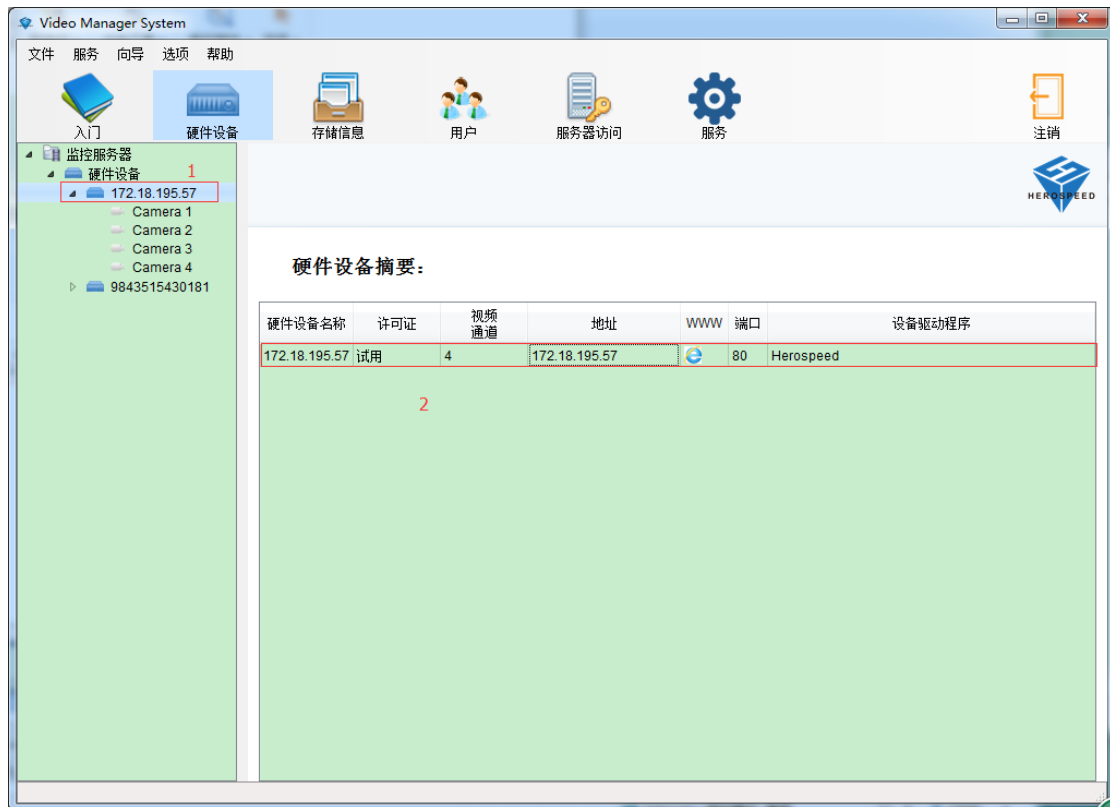 Video Manager System
文件 服务 向导 选项 帮助
入门 硬件设备 存储信息 用户 服务器访问 服务 注销
监控服务器
硬件设备 1
172.18.195.57
Camera 1
Camera 2
Camera 3
Camera 4
9843515430181
HEROSPEED
硬件设备摘要:
硬件设备名称 许可证 视频通道 地址 WWW 端口 设备驱动程序
172.18.195.57 试用 4 172.18.195.57 80 Herospeed
2